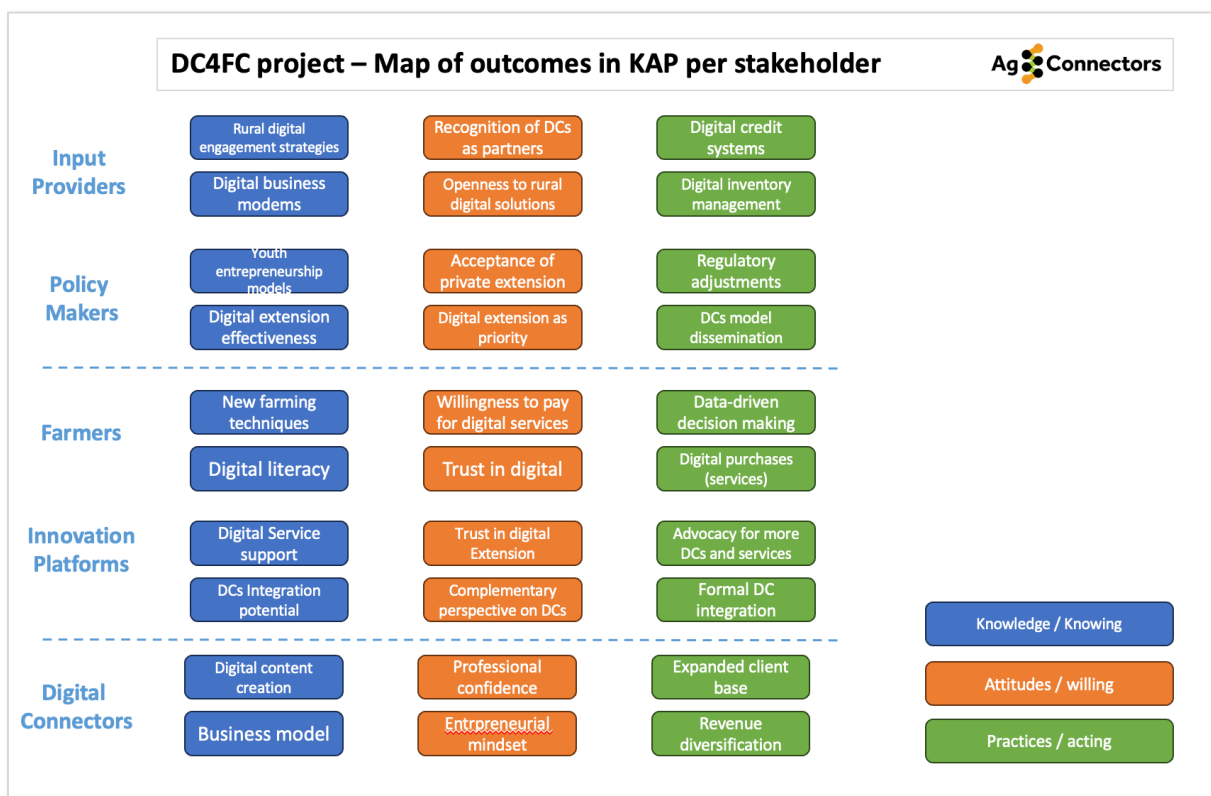 DC4FC project – Map of outcomes in KAP per stakeholder
Ag Connectors
Input
Providers
Rural digital
engagement strategies
Recognition of DCs
as partners
Digital credit
systems
Digital business
modems
Openness to rural
digital solutions
Digital inventory
management
Policy
Makers
Youth
entrepreneurship
models
Acceptance of
private extension
Regulatory
adjustments
Digital extension
effectiveness
Digital extension as
priority
DCs model
dissemination
Farmers
New farming
techniques
Willingness to pay
for digital services
Data-driven
decision making
Digital literacy
Trust in digital
Digital purchases
(services)
Innovation
Platforms
Digital Service
support
Trust in digital
Extension
Advocacy for more
DCs and services
DCs Integration
potential
Complementary
perspective on DCs
Formal DC
integration
Digital
Connectors
Digital content
creation
Professional
confidence
Expanded client
base
Business model
Entrpreneurial
mindset
Revenue
diversification
Knowledge / Knowing
Attitudes / willing
Practices / acting